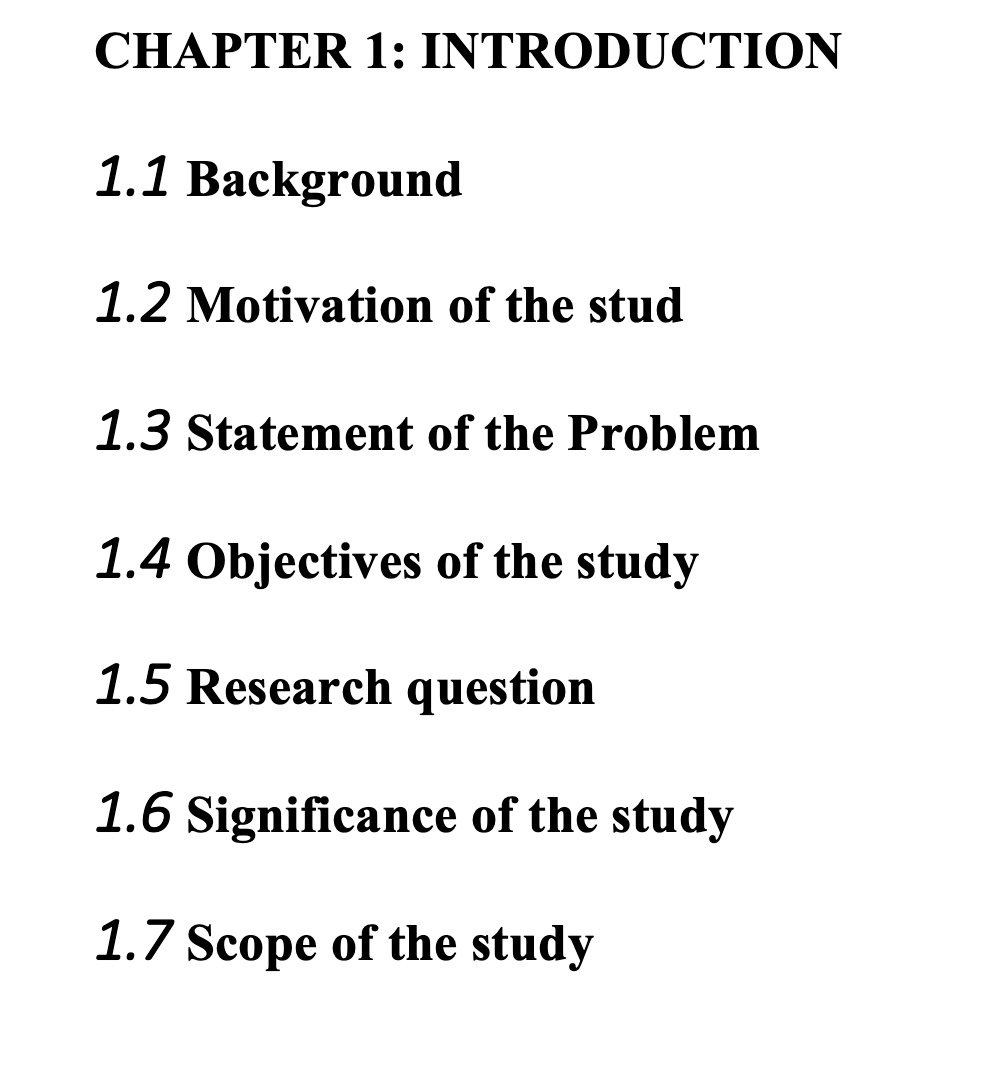 CHAPTER 1: INTRODUCTION
1.1 Background
1.2 Motivation of the stud
1.3 Statement of the Problem
1.4 Objectives of the study
1.5 Research question
1.6 Significance of the study
1.7 Scope of the study